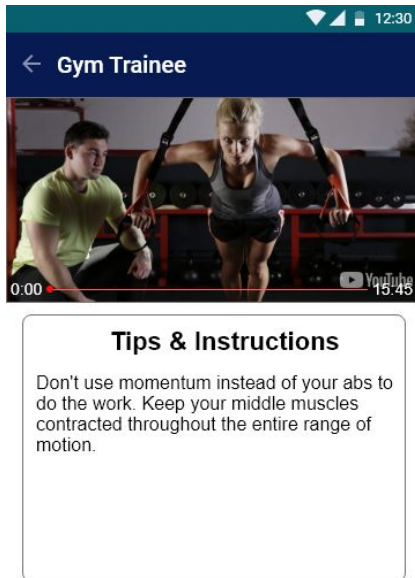 12:30
Gym Trainee
YouTube
0:00
15:45
Tips & Instructions
Don't use momentum instead of your abs to
do the work. Keep your middle muscles
contracted throughout the entire range of
motion.